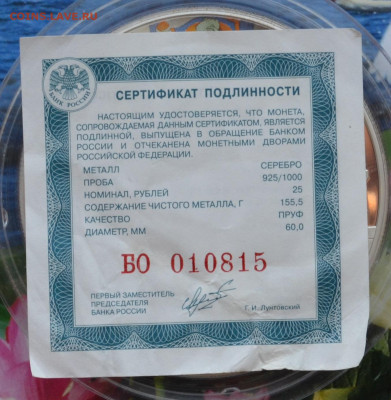 СЕРТИФИКАТ ПОДЛИННОСТИ
БАНК РОССИИ
НАСТОЯЩИМ УДОСТОВЕРЯЕТСЯ, ЧТО МОНЕТА,
СОПРОВОЖДАЕМАЯ ДАННЫМ СЕРТИФИКАТОМ, ЯВЛЯЕТСЯ
ПОДЛИННОЙ, ВЫПУЩЕНА В ОБРАЩЕНИЕ БАНКОМ
РОССИИ И ОТЧЕКАНЕНА МОНЕТНЫМИ ДВОРАМИ
РОССИЙСКОЙ ФЕДЕРАЦИИ.
МЕТАЛЛ СЕРЕБРО
ПРОБА 925/1000
НОМИНАЛ, РУБЛЕЙ 25
СОДЕРЖАНИЕ ЧИСТОГО МЕТАЛЛА, Г 155,5
КАЧЕСТВО ПРУФ
ДИАМЕТР, ММ 60,0
БО 010815
ПЕРВЫЙ ЗАМЕСТИТЕЛЬ
ПРЕДСЕДАТЕЛЯ
БАНКА РОССИИ
Г. И. Лунтовский